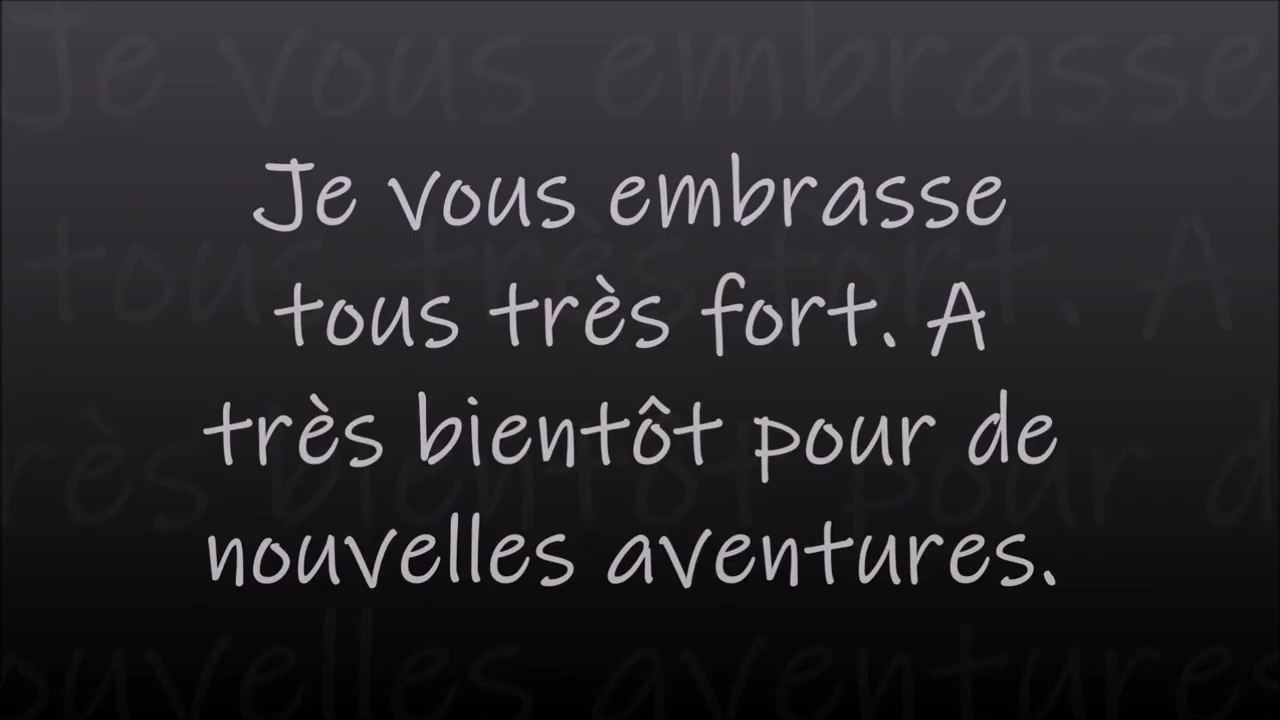 Je vous embrasse
tous très fort. A
très bientôt pour de
nouvelles aventures.